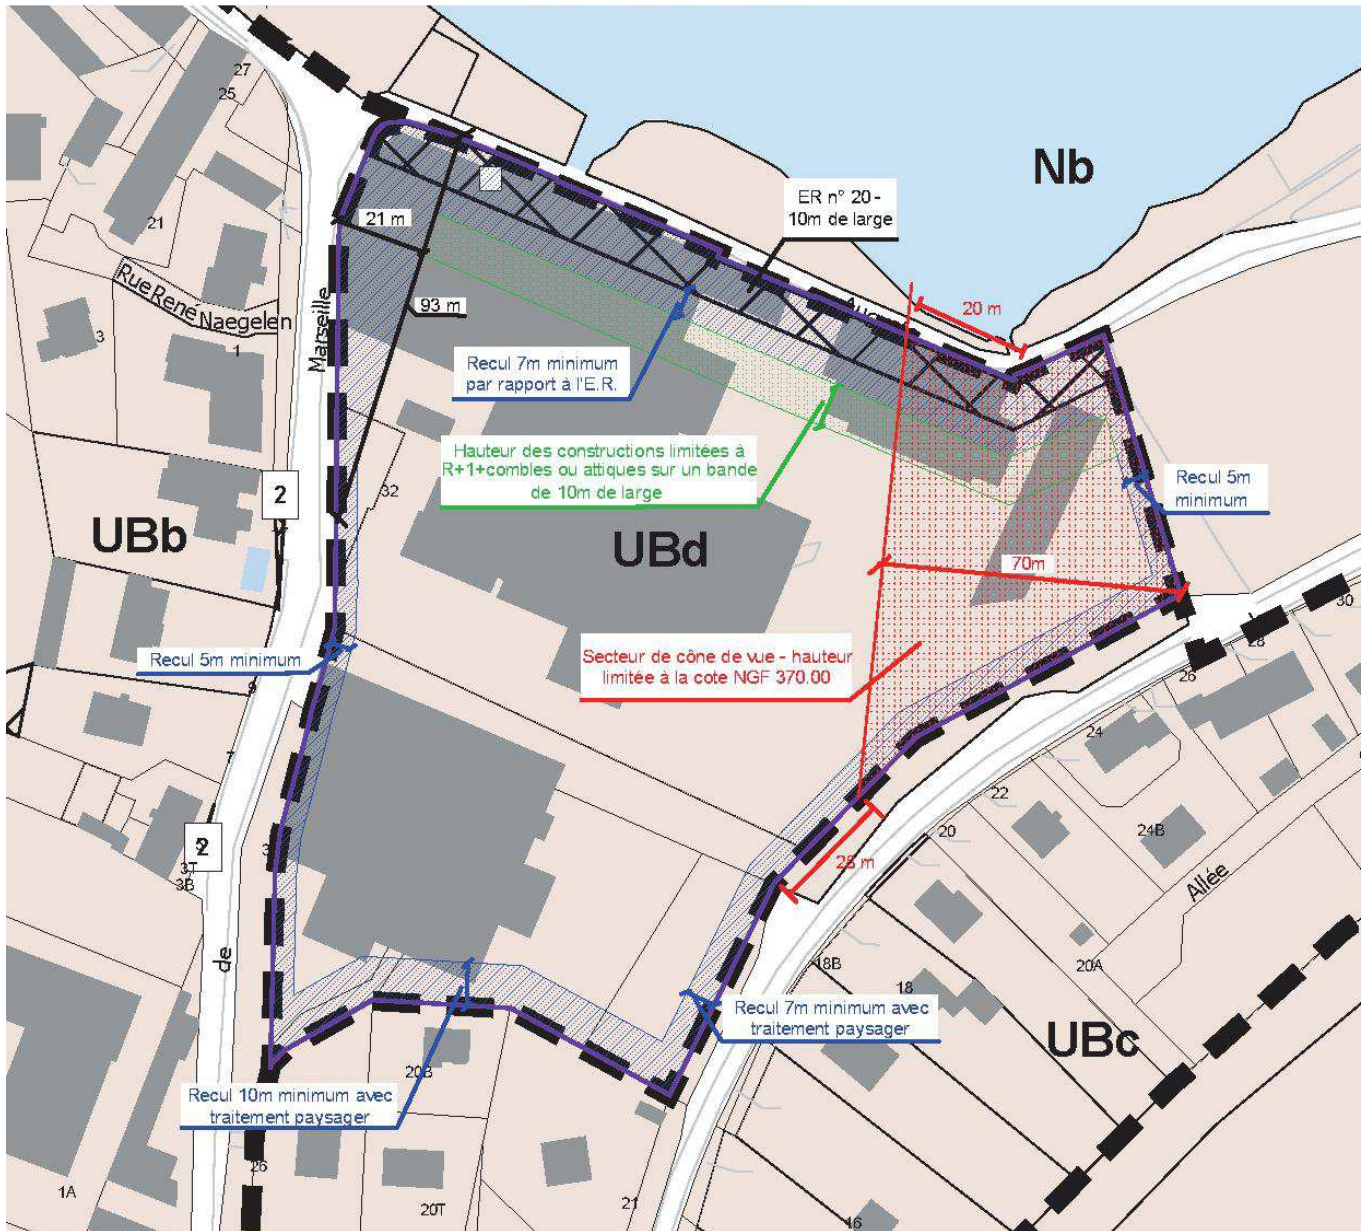 27
25
Nb
ER n° 20 -
10m de large
21
21 m
20 m
Rue René
Naegelen
93 m
3
1
Marseille
Recul 7m minimum
par rapport à l'E.R.
Hauteur des constructions limitées à
R+1+combles ou attiques sur un bande
de 10m de large
Recul 5m
minimum
32
2
UBb
UBd
70m
30
28
Recul 5m minimum
Secteur de cône de vue - hauteur
limitée à la cote NGF 370.00
26
9
24
7
22
20
24B
2
3T
3B
28 m
Allée
de
18B
18
20A
Recul 7m minimum avec
traitement paysager
UBc
20B
Recul 10m minimum avec
traitement paysager
26
1A
20T
21
16